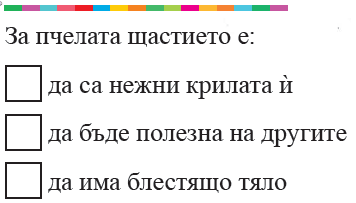 За пчелата щастието е:
да са нежни крилата ѝ
да бъде полезна на другите
да има блестящо тяло